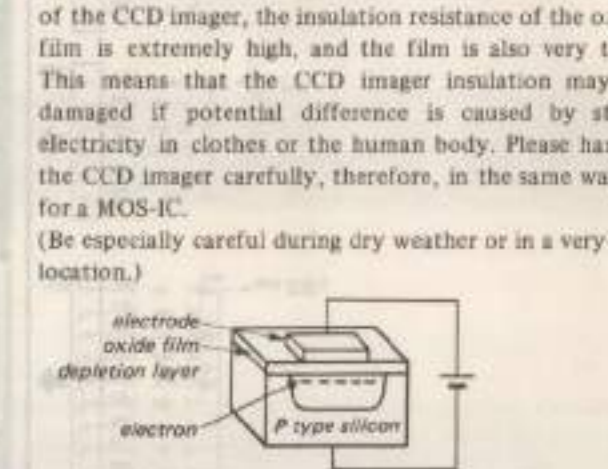 of the CCD imager, the insulation resistance of the
film is extremely high, and the film is also very
This means that the CCD imager insulation may
damaged if potential difference is caused by
electricity in clothes or the human body. Please
the CCD imager carefully, therefore, in the same
for a MOS-IC.
(Be especially careful during dry weather or in a very
location.)
electrode
oxide film
depletion layer
electron
P type silicon